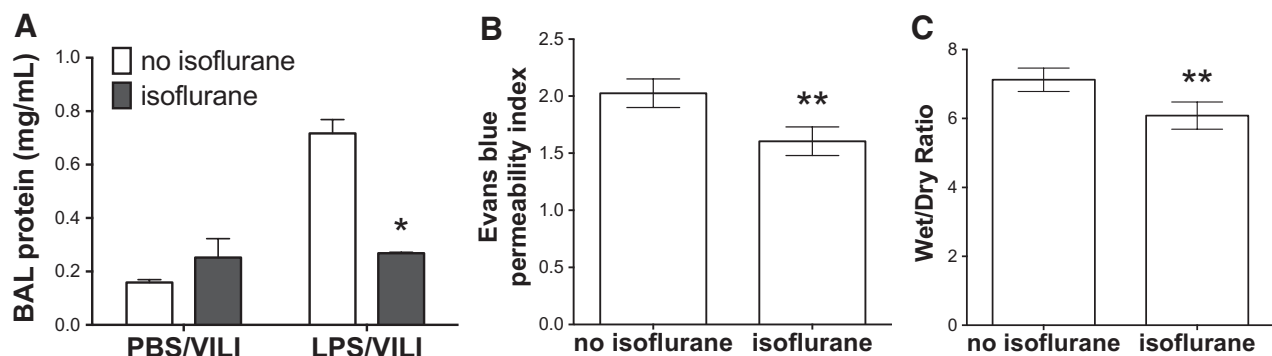 A
BAL protein (mg/mL)
1.0
0.8
0.6
0.4
0.2
0.0
no isoflurane
isoflurane
*
PBS/VILI
LPS/VILI
B
Evans blue
permeability index
2.5
2.0
1.5
1.0
0.5
0.0
**
no isoflurane
isoflurane
C
Wet/Dry Ratio
8
6
4
2
0
**
no isoflurane
isoflurane